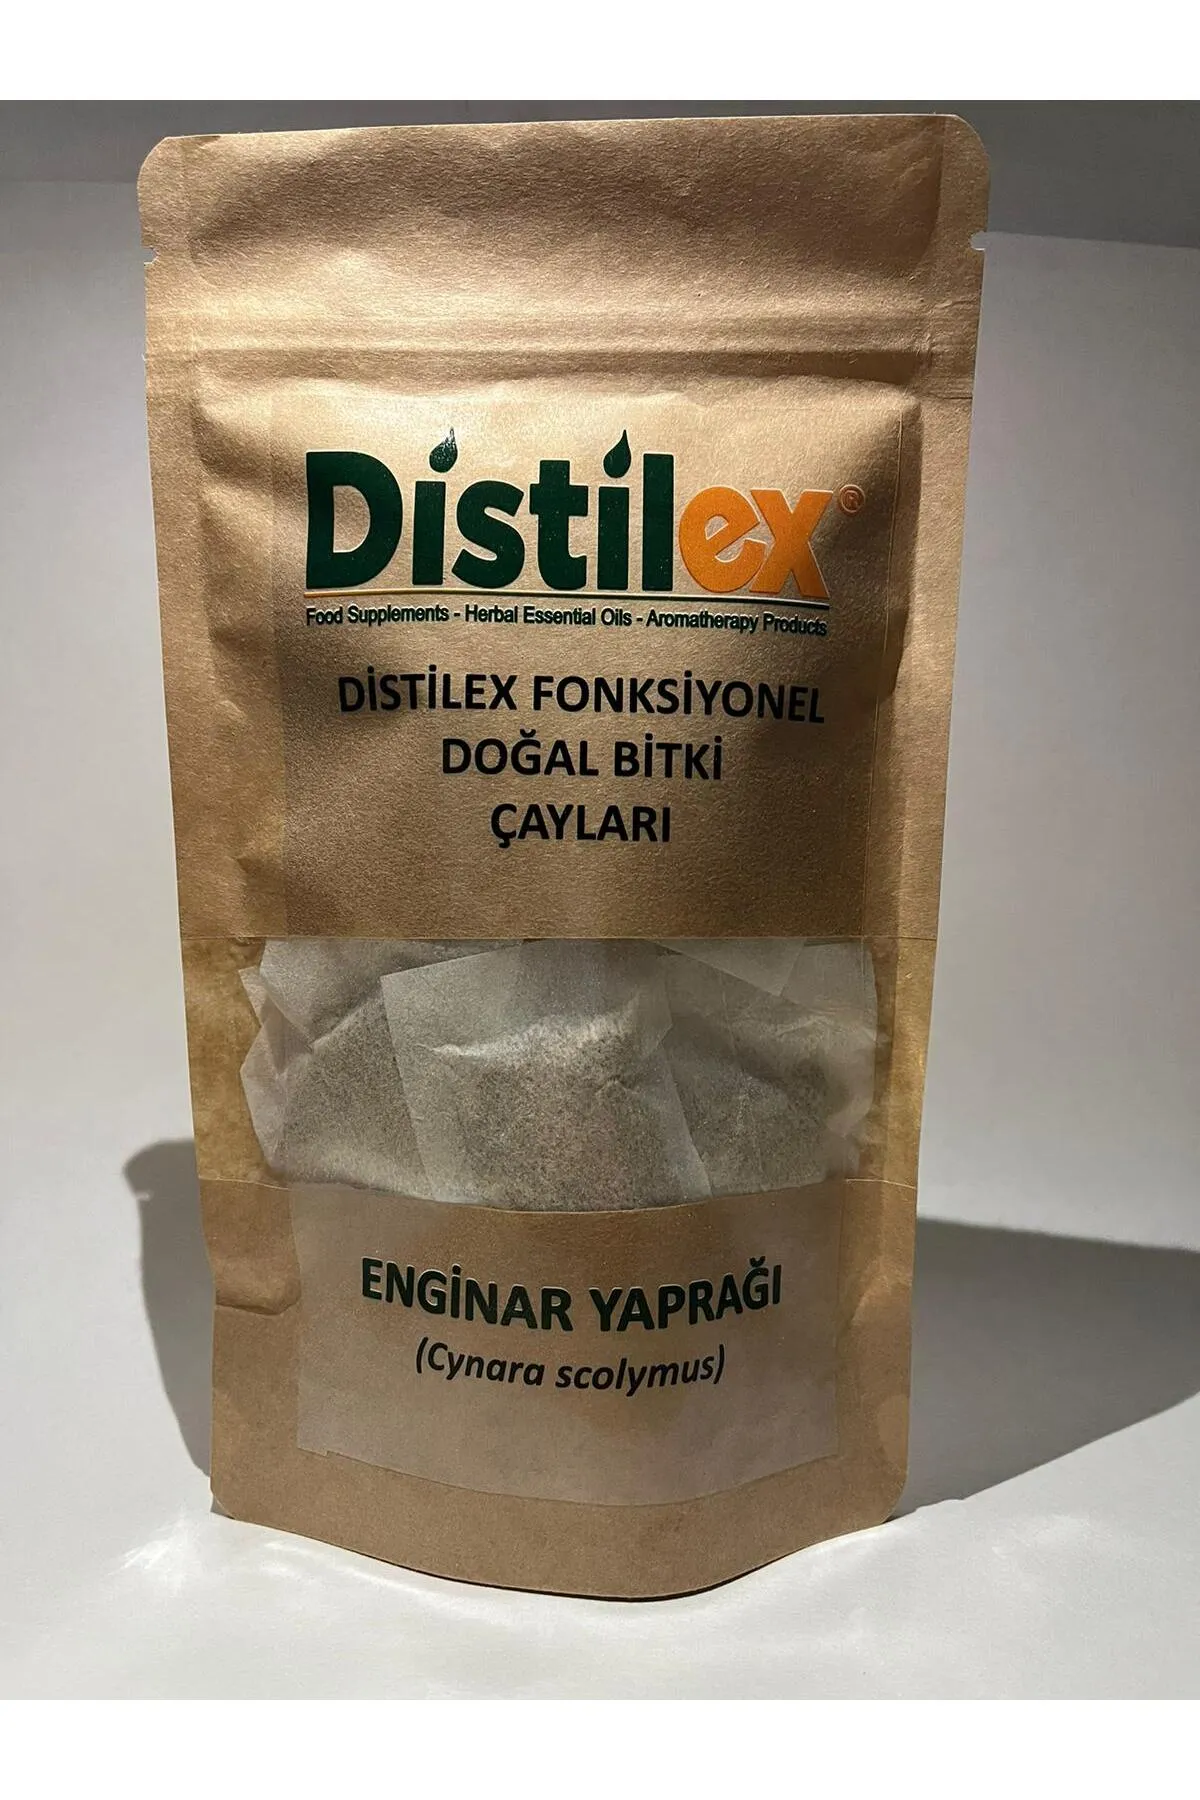 Distilex®
Food Supplements - Herbal Essential Oils - Aromatherapy Products
DİSTİLEX FONKSİYONEL
DOĞAL BİTKİ
ÇAYLARI
ENGİNAR YAPRAĞI
(Cynara scolymus)